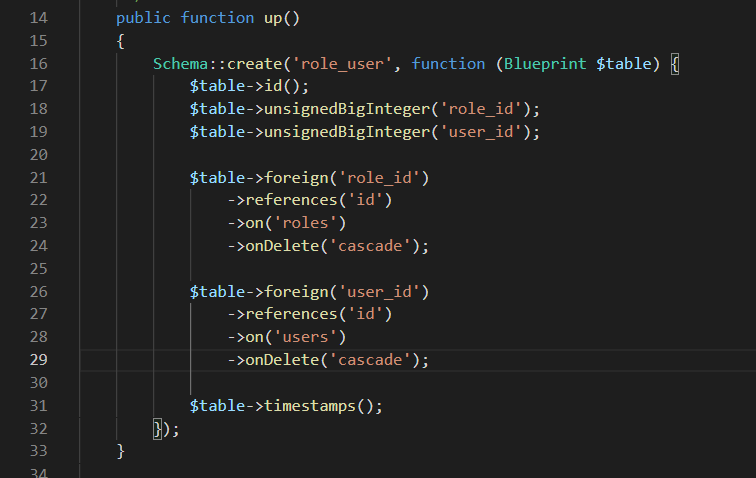 14 public function up()
15 {
16 Schema::create('role_user', function (Blueprint $table) {
17 $table->id();
18 $table->unsignedBigInteger('role_id');
19 $table->unsignedBigInteger('user_id');
20
21 $table->foreign('role_id')
22 ->references('id')
23 ->on('roles')
24 ->onDelete('cascade');
25
26 $table->foreign('user_id')
27 ->references('id')
28 ->on('users')
29 ->onDelete('cascade');
30
31 $table->timestamps();
32 });
33 }
34